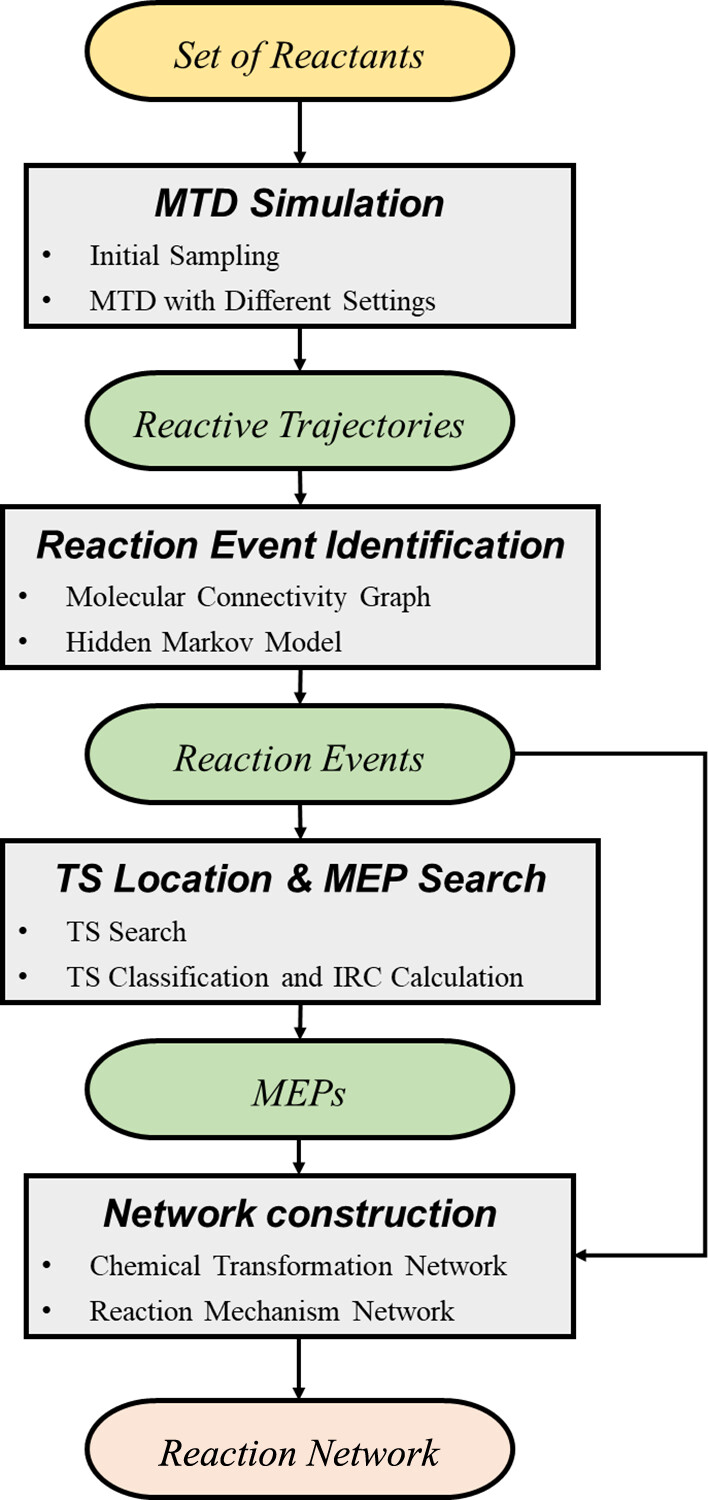 Set of Reactants
MTD Simulation
• Initial Sampling
• MTD with Different Settings
Reactive Trajectories
Reaction Event Identification
• Molecular Connectivity Graph
• Hidden Markov Model
Reaction Events
TS Location & MEP Search
• TS Search
• TS Classification and IRC Calculation
MEPs
Network construction
• Chemical Transformation Network
• Reaction Mechanism Network
Reaction Network